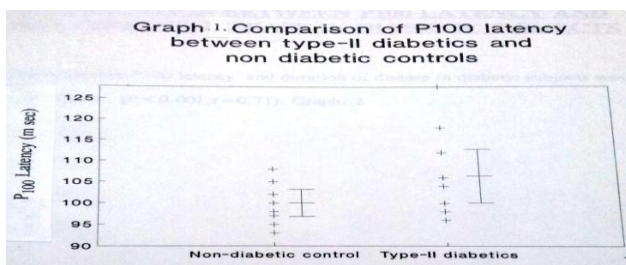 Graph 1. Comparison of P100 latency
between type-II diabetics and
non diabetic controls
P100 Latency (m sec)
125
120
115
110
105
100
95
90
Non-diabetic control Type-II diabetics